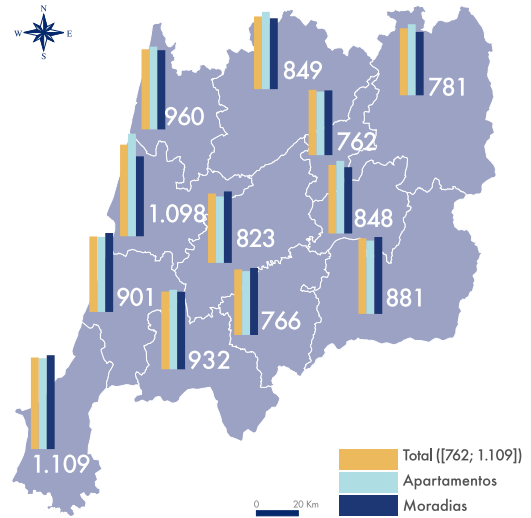 N
W E
S
849
781
960
762
1.098
848
823
901
881
766
932
1.109
Total ([762; 1.109])
Apartamentos
Moradias
0 20 Km